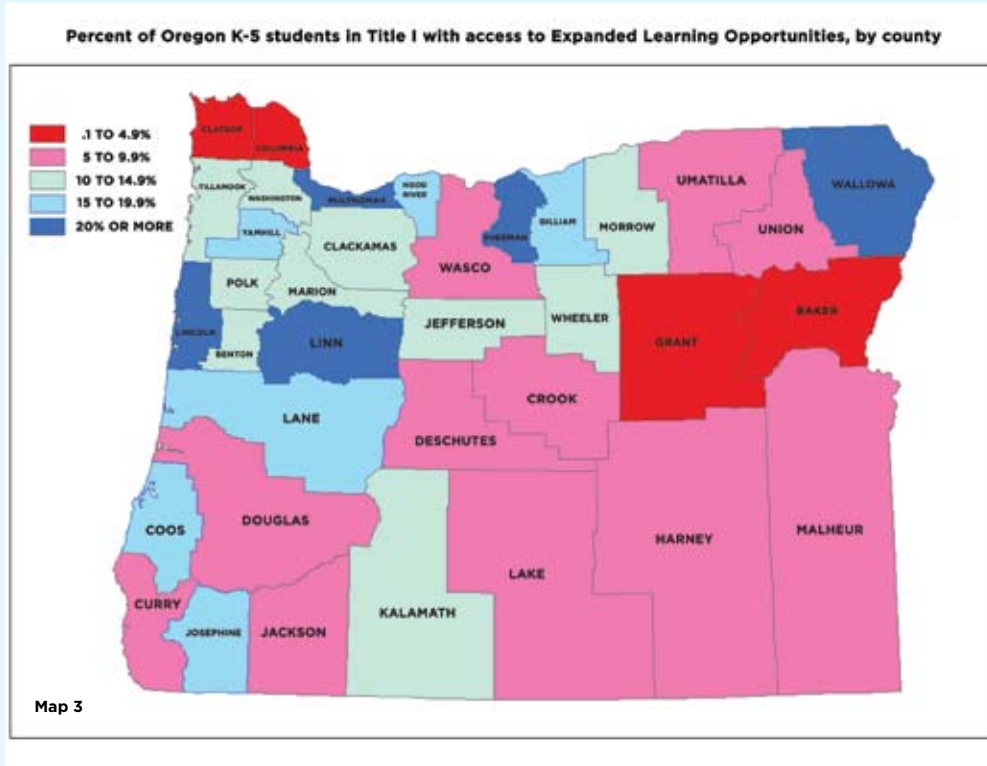 Percent of Oregon K-5 students in Title I with access to Expanded Learning Opportunities, by county
.1 TO 4.9%
5 TO 9.9%
10 TO 14.9%
15 TO 19.9%
20% OR MORE
CLATSOP
COLUMBIA
TILLAMOOK
WASHINGTON
MULTNOMAH
HOOD
RIVER
SHERMAN
GILLIAM
MORROW
UMATILLA
UNION
WALLOWA
YAMHILL
CLACKAMAS
WASCO
POLK
MARION
JEFFERSON
WHEELER
GRANT
BAKER
LINCOLN
BENTON
LINN
CROOK
LANE
DESCHUTES
COOS
DOUGLAS
HARNEY
MALHEUR
LAKE
CURRY
JOSEPHINE
JACKSON
KALAMATH
Map 3